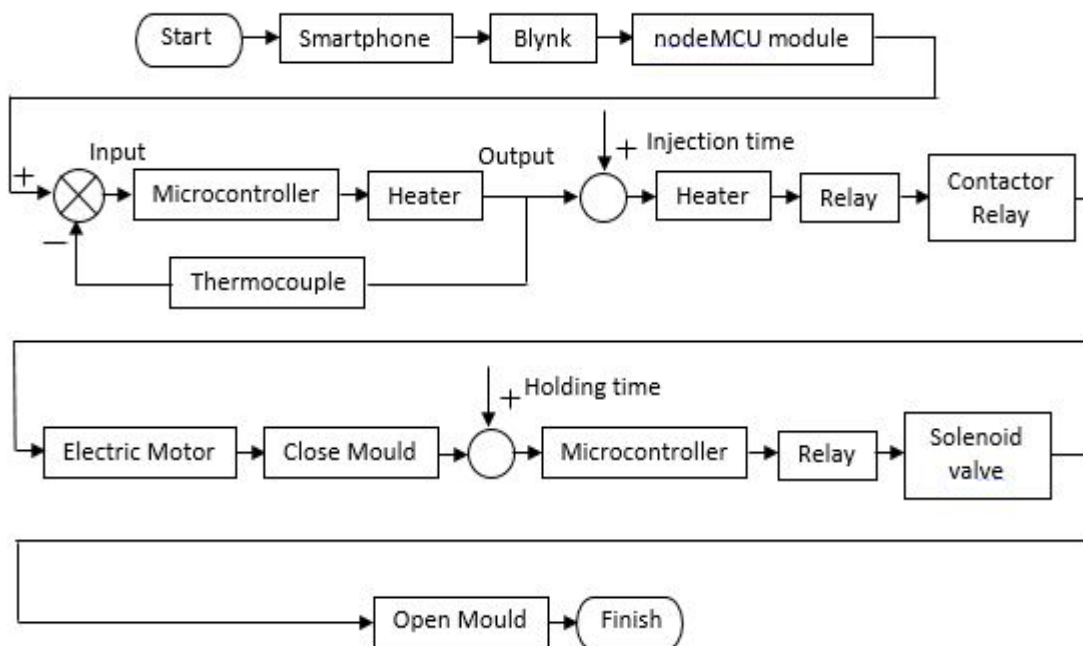 Start
Smartphone
Blynk
nodeMCU module
+
Input
Microcontroller
Heater
Output
+ Injection time
Heater
Relay
Contactor
Relay
—
Thermocouple
Electric Motor
Close Mould
+ Holding time
Microcontroller
Relay
Solenoid
valve
Open Mould
Finish